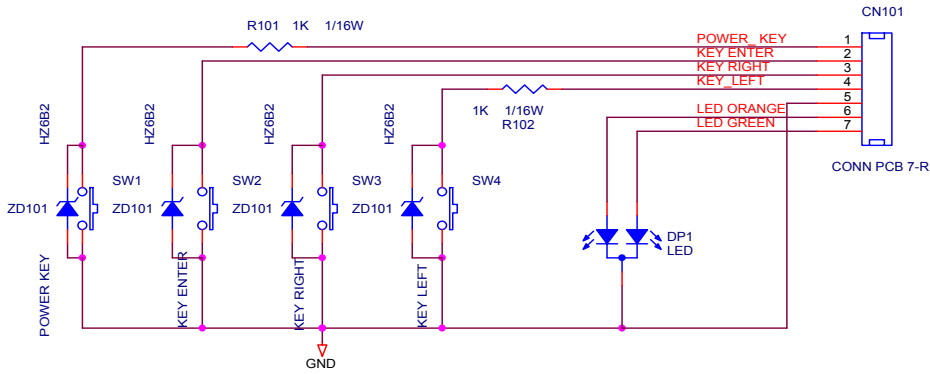 CN101
R101 1K 1/16W
POWER_KEY 1
KEY ENTER 2
KEY RIGHT 3
KEY_LEFT 4
5
LED ORANGE 6
LED GREEN 7
1K 1/16W
R102
HZ6B2
HZ6B2
HZ6B2
HZ6B2
CONN PCB 7-R
SW1
SW2
SW3
SW4
ZD101
ZD101
ZD101
ZD101
DP1
LED
POWER KEY
KEY ENTER
KEY RIGHT
KEY LEFT
GND